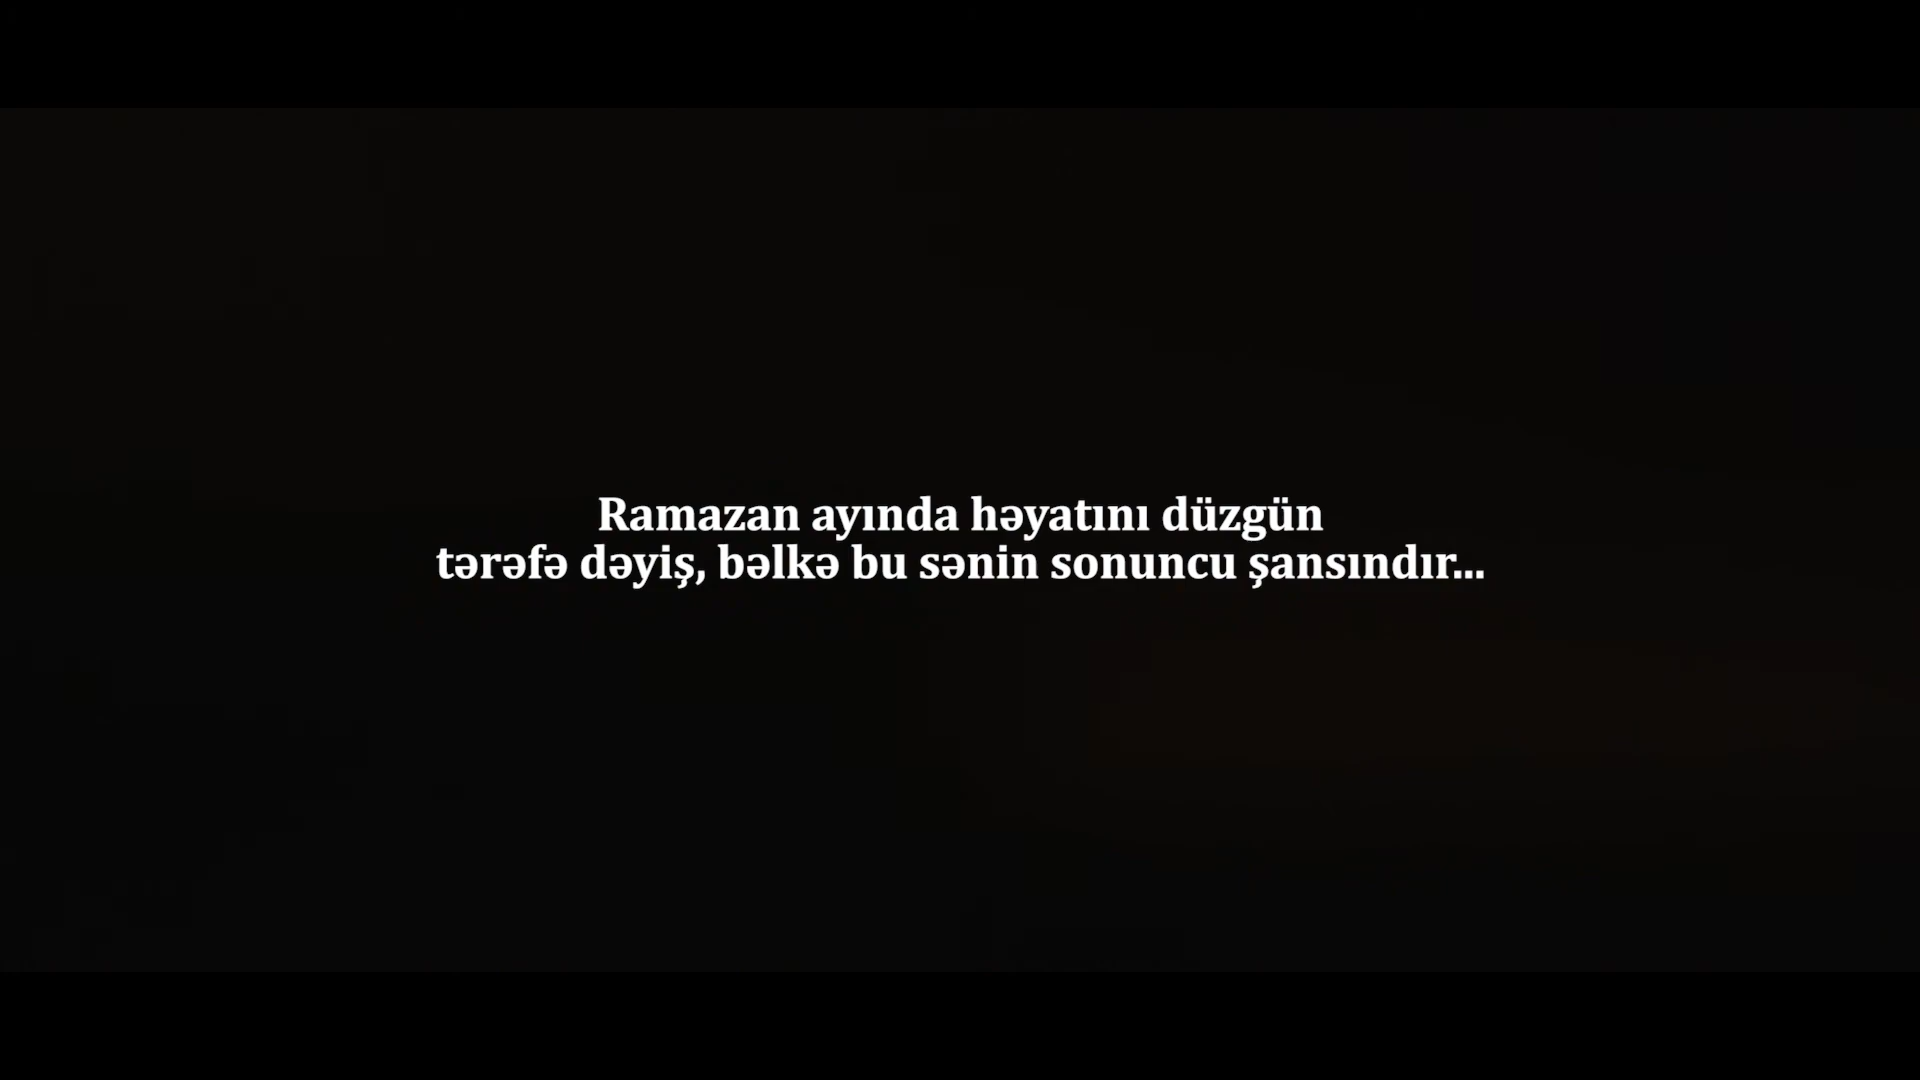 Ramazan ayında həyatını düzgün
tərəfə dəyiş, bəlkə bu sənin sonuncu şansındır...